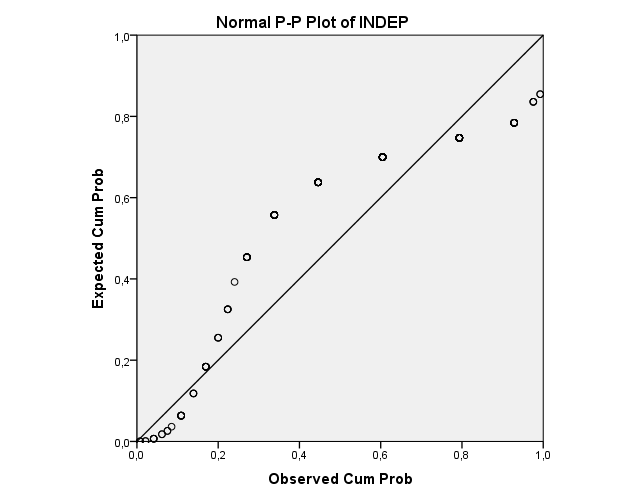 Normal P-P Plot of INDEP
1,0
0,8
0,6
0,4
0,2
0,0
Expected Cum Prob
0,0 0,2 0,4 0,6 0,8 1,0
Observed Cum Prob